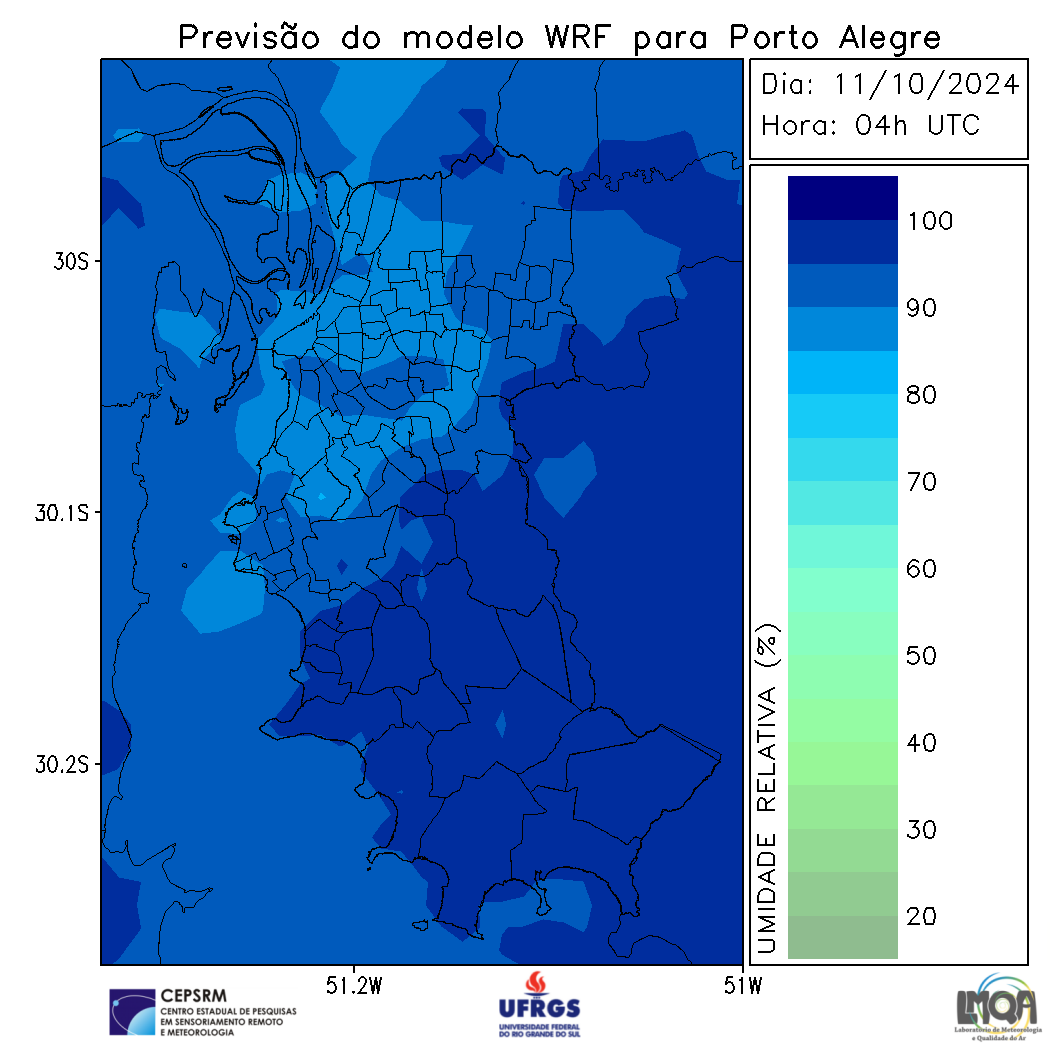 Previsão do modelo WRF para Porto Alegre
Dia: 11/10/2024
Hora: 04h UTC
100
90
80
70
60
50
40
30
20
UMIDADE RELATIVA (%)
30S
30.1S
30.2S
51.2W
51W
CEPSRM
CENTRO ESTADUAL DE PESQUISAS
EM SENSORIAMENTO REMOTO
E METEOROLOGIA
UFRGS
UNIVERSIDADE FEDERAL
DO RIO GRANDE DO SUL
LMQA
Laboratório de Meteorologia
e Qualidade do Ar